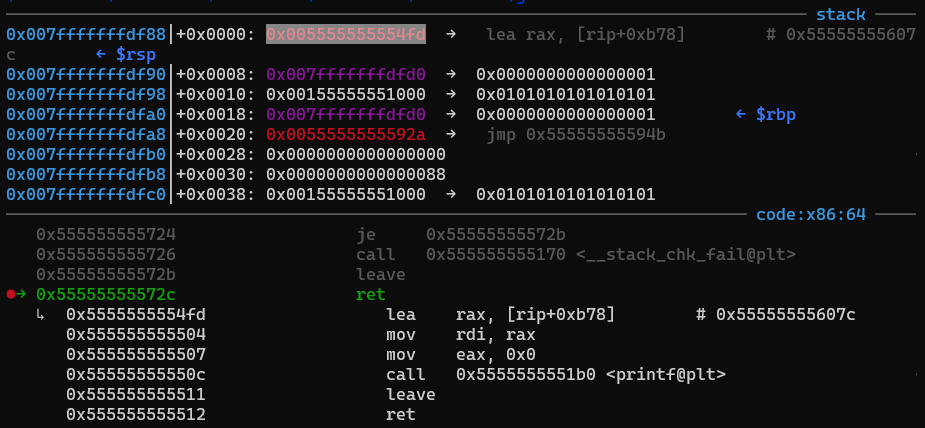 stack
0x007fffffffdf88│+0x0000: 0x005555555554fd  →  lea rax, [rip+0xb78]        # 0x55555555607
c        ← $rsp
0x007fffffffdf90│+0x0008: 0x007fffffffdfd0  →  0x0000000000000001
0x007fffffffdf98│+0x0010: 0x00155555551000  →  0x0101010101010101
0x007fffffffdfa0│+0x0018: 0x007fffffffdfd0  →  0x0000000000000001        ← $rbp
0x007fffffffdfa8│+0x0020: 0x0055555555592a  →  jmp 0x55555555594b
0x007fffffffdfb0│+0x0028: 0x0000000000000000
0x007fffffffdfb8│+0x0030: 0x0000000000000088
0x007fffffffdfc0│+0x0038: 0x00155555551000  →  0x0101010101010101
code:x86:64
0x555555555724                  je     0x55555555572b
0x555555555726                  call   0x555555555170 <__stack_chk_fail@plt>
0x55555555572b                  leave
●→ 0x55555555572c                  ret
↳  0x5555555554fd                  lea    rax, [rip+0xb78]        # 0x55555555607c
0x555555555504                  mov    rdi, rax
0x555555555507                  mov    eax, 0x0
0x55555555550c                  call   0x5555555551b0 <printf@plt>
0x555555555511                  leave
0x555555555512                  ret